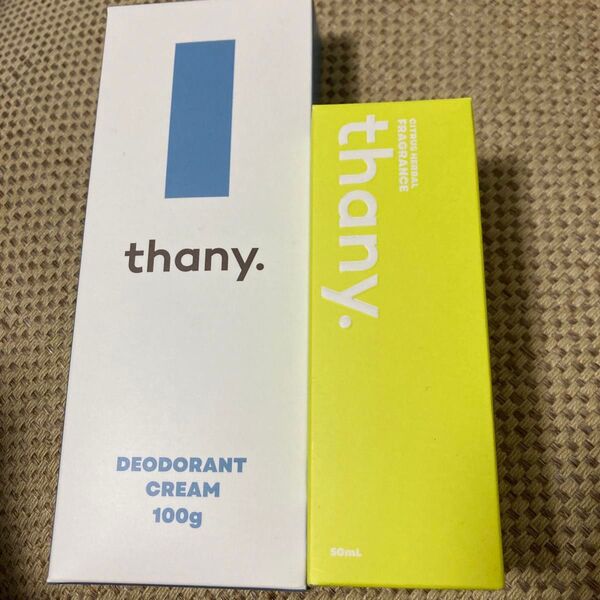 thany.
DEODORANT
CREAM
100g
CITRUS HERBAL
FRAGRANCE
thany.
50mL